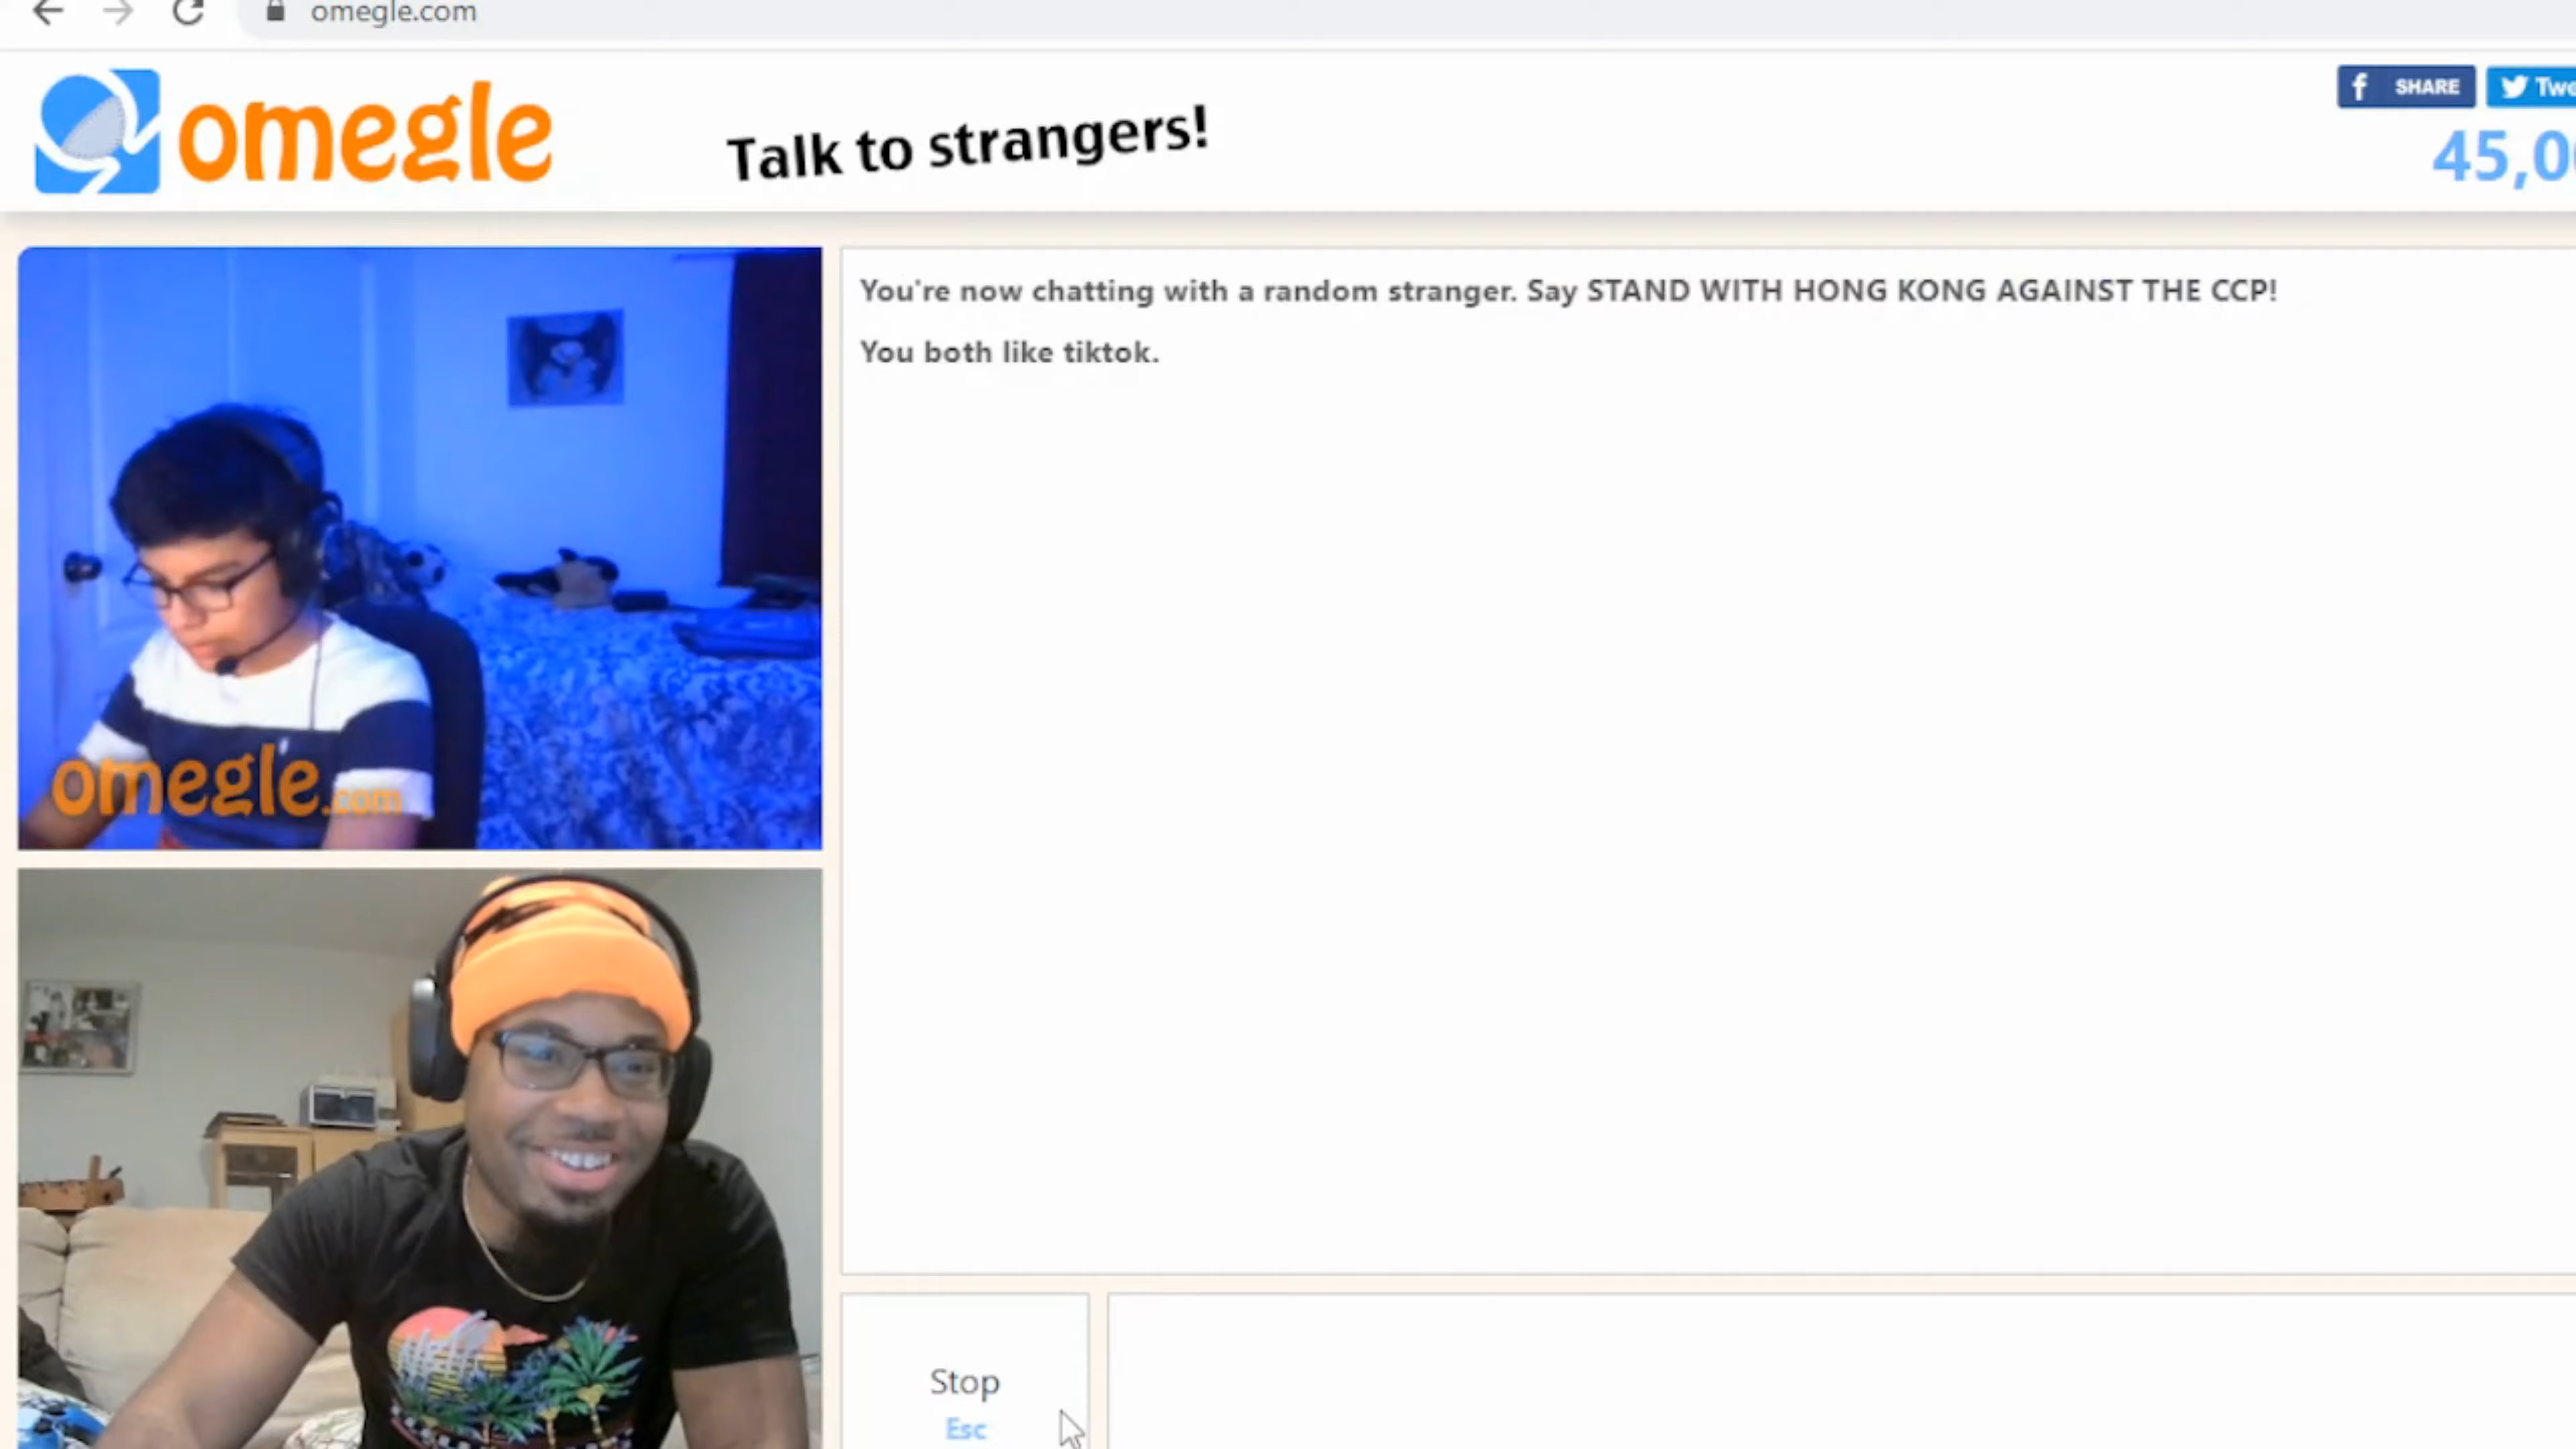 omegle.com
omegle
Talk to strangers!
f SHARE
Twe
45,0
You're now chatting with a random stranger. Say STAND WITH HONG KONG AGAINST THE CCP!
You both like tiktok.
omegle.com
Stop
Esc